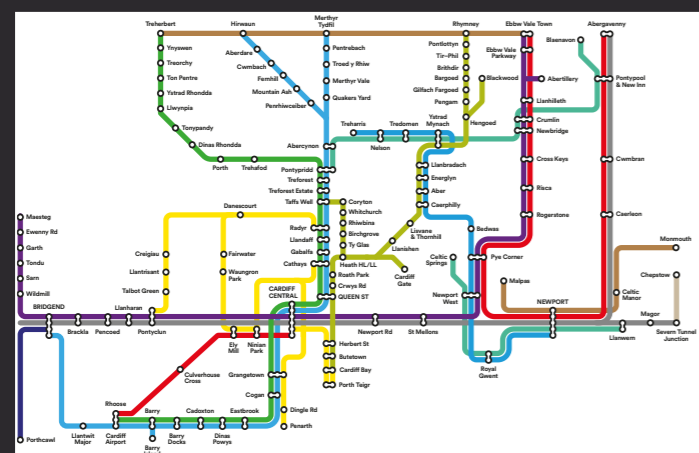 Treherbert
Hirwaun
Merthyr
Tydfil
Rhymney
Ebbw Vale Town
Abergavenny
Ynyswen
Treorchy
Ton Pentre
Ystrad Rhondda
Llwynpia
Tonypandy
Dinas Rhondda
Porth
Trehafod
Aberdare
Cwmbach
Fernhill
Mountain Ash
Penrhiwceiber
Pentrebach
Troed y Rhiw
Merthyr Vale
Quakers Yard
Abercynon
Pontypridd
Treforest
Treforest Estate
Taffs Well
Pontlottyn
Tir-Phil
Brithdir
Bargoed
Gilfach Fargoed
Pengam
Hengoed
Blackwood
Treharris
Nelson
Tredomen
Ystrad
Mynach
Llanbradach
Energlyn
Aber
Caerphilly
Ebbw Vale
Parkway
Blaenavon
Abertillery
Pontypool
& New Inn
Llanhilleth
Crumlin
Newbridge
Cross Keys
Risca
Rogerstone
Cwmbran
Caerleon
Maesteg
Ewenny Rd
Garth
Tondu
Sarn
Wildmill
BRIDGEND
Danescourt
Creigiau
Llantrisant
Talbot Green
Fairwater
Waungron
Park
Radyr
Llandaff
Gabalfa
Cathays
CARDIFF
CENTRAL
Coryton
Whitchurch
Rhiwbina
Birchgrove
Ty Glas
Heath HL/LL
Roath Park
Crwys Rd
QUEEN ST
Lisvane
& Thornhill
Llanishen
Cardiff
Gate
Bedwas
Pye Corner
Celtic
Springs
Newport
West
Malpas
NEWPORT
Monmouth
Chepstow
Celtic
Manor
Llanharan
Brackla
Pencoed
Pontyclun
Ely
Mill
Ninian
Park
Newport Rd
St Mellons
Royal
Gwent
Llanwern
Magor
Severn Tunnel
Junction
Herbert St
Butetown
Cardiff Bay
Porth Teigr
Culverhouse
Cross
Grangetown
Cogan
Dingle Rd
Penarth
Rhoose
Barry
Cadoxton
Eastbrook
Porthcawl
Llantwit
Major
Cardiff
Airport
Barry
Barry
Docks
Dinas
Powys